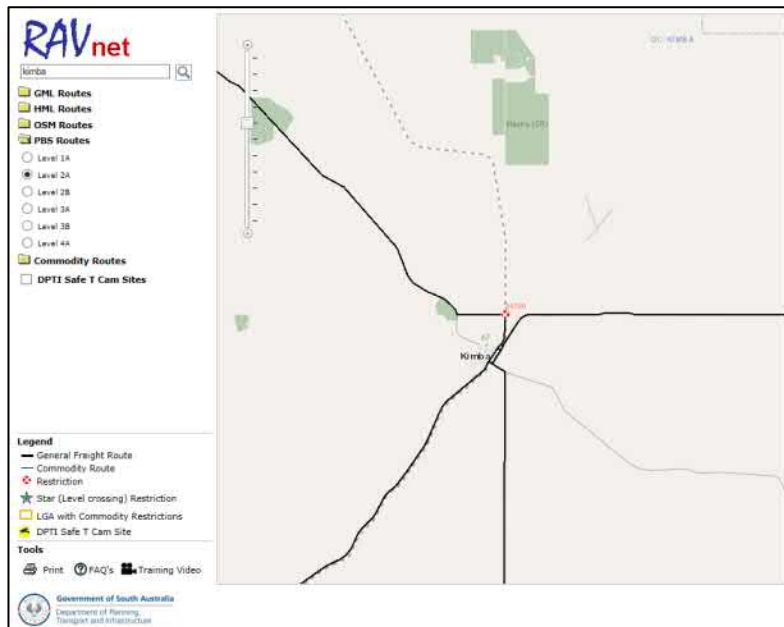 RAVnet
kimba
GML Routes
HML Routes
OSM Routes
PBS Routes
Level 1A
Level 2A
Level 2B
Level 3A
Level 3B
Level 4A
Commodity Routes
DPTI Safe T Cam Sites
Kimba
Legend
General Freight Route
Commodity Route
Restriction
Star (Level crossing) Restriction
LGA with Commodity Restrictions
DPTI Safe T Cam Site
Tools
Print FAQ's Training Video
Government of South Australia
Department of Planning,
Transport and Infrastructure